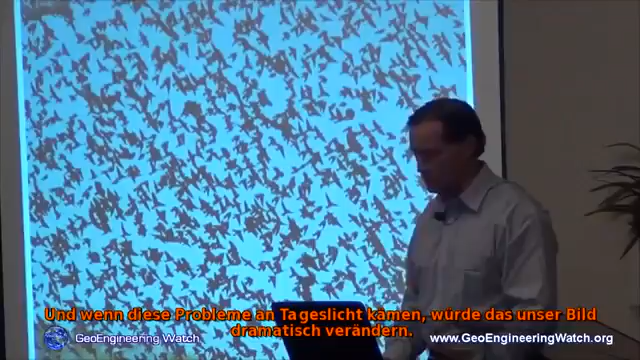 Und wenn diese Probleme an Tageslicht kämen, würde das unser Bild
dramatisch verändern.
GeoEngineering Watch
www.GeoEngineeringWatch.org